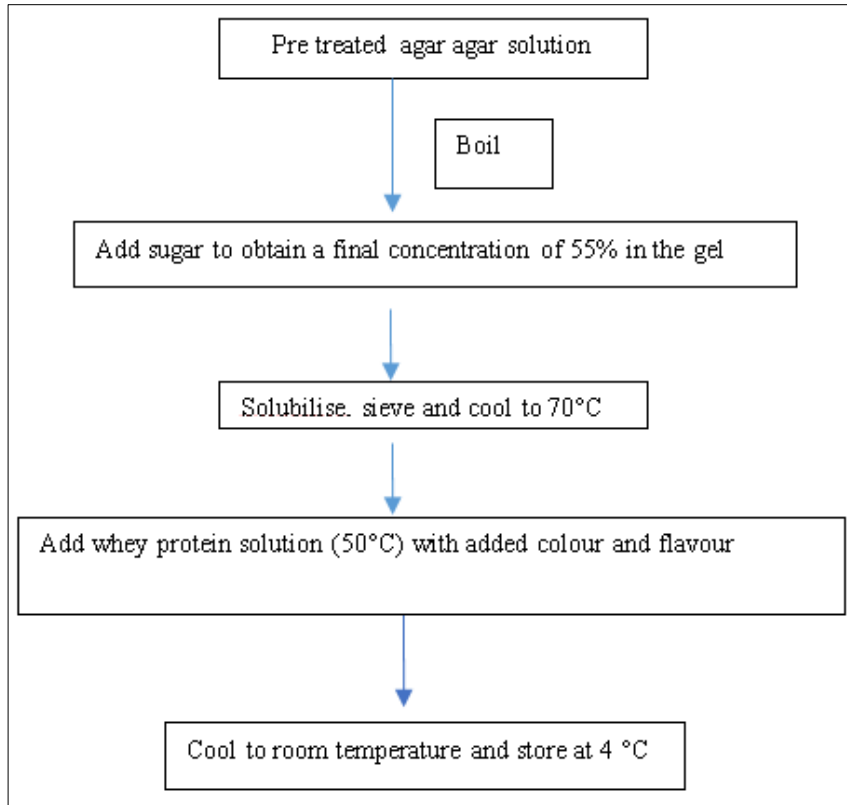 Pre treated agar agar solution
Boil
Add sugar to obtain a final concentration of 55% in the gel
Solubilise. sieve and cool to 70°C
Add whey protein solution (50°C) with added colour and flavour
Cool to room temperature and store at 4 °C